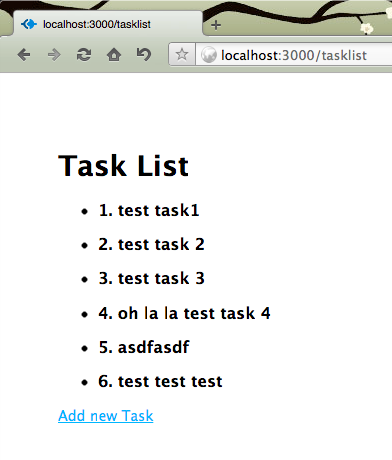 localhost:3000/tasklist
localhost:3000/tasklist
Task List
1. test task1
2. test task 2
3. test task 3
4. oh la la test task 4
5. asdfasdf
6. test test test
Add new Task